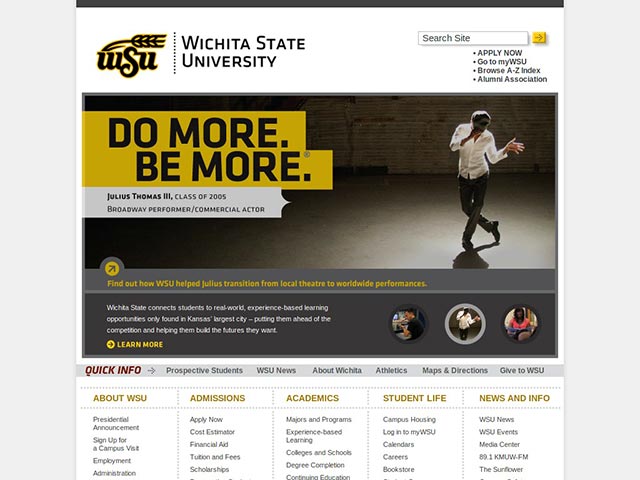 wsu
WICHITA STATE
UNIVERSITY
Search Site
• APPLY NOW
• Go to myWSU
• Browse A-Z Index
• Alumni Association
DO MORE.
BE MORE.®
JULIUS THOMAS III, CLASS OF 2005
BROADWAY PERFORMER/COMMERCIAL ACTOR
Find out how WSU helped Julius transition from local theatre to worldwide performances.
Wichita State connects students to real-world, experience-based learning
opportunities only found in Kansas' largest city – putting them ahead of the
competition and helping them build the futures they want.
LEARN MORE
QUICK INFO Prospective Students WSU News About Wichita Athletics Maps & Directions Give to WSU
ABOUT WSU
Presidential
Announcement
Sign Up for
a Campus Visit
Employment
Administration
ADMISSIONS
Apply Now
Cost Estimator
Financial Aid
Tuition and Fees
Scholarships
ACADEMICS
Majors and Programs
Experience-based
Learning
Colleges and Schools
Degree Completion
Continuing Education
STUDENT LIFE
Campus Housing
Log in to myWSU
Calendars
Careers
Bookstore
NEWS AND INFO
WSU News
WSU Events
Media Center
89.1 KMUW-FM
The Sunflower